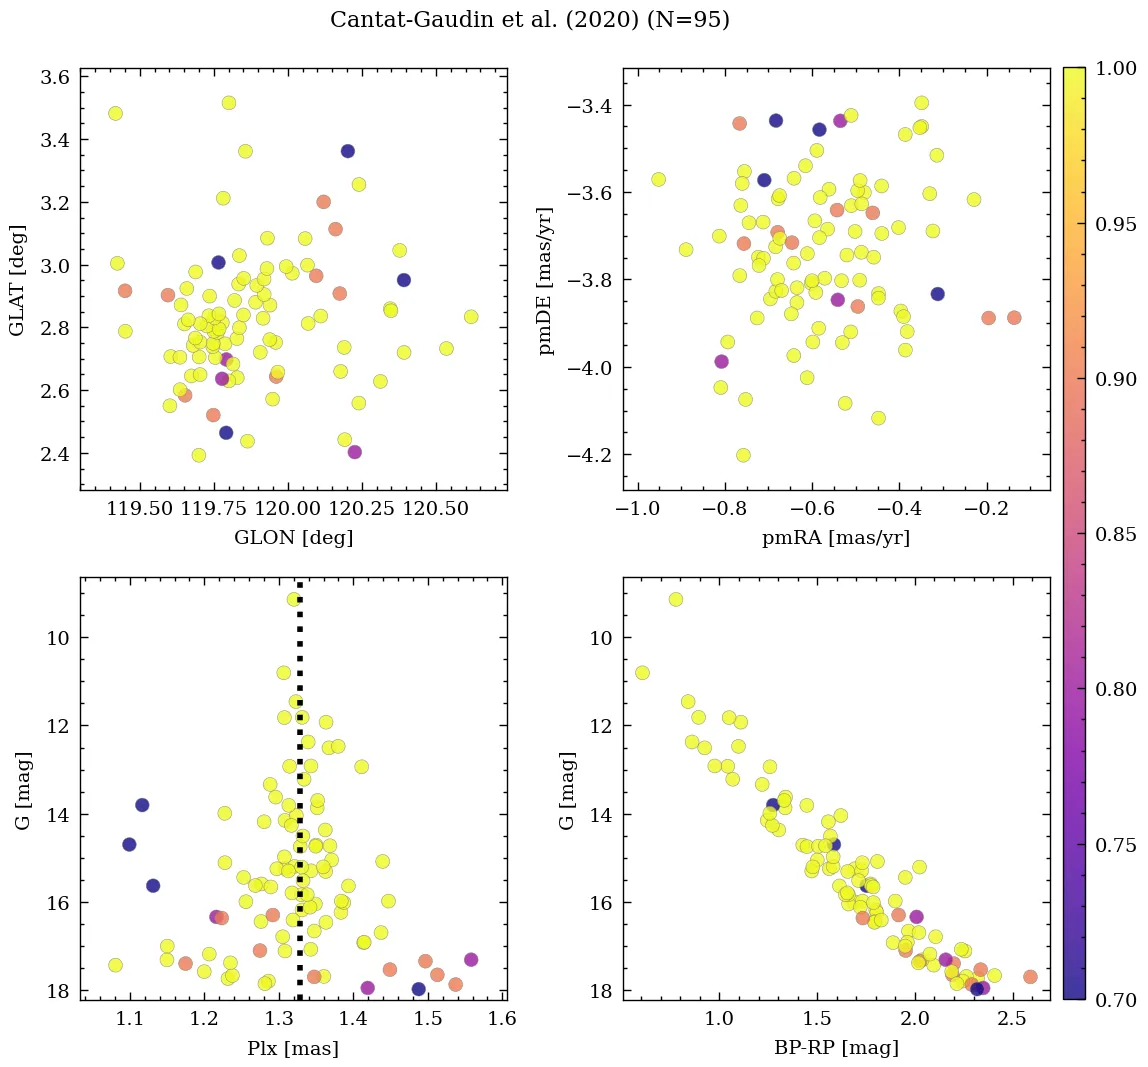 Cantat-Gaudin et al. (2020) (N=95)
3.6
3.4
3.2
3.0
2.8
2.6
2.4
GLAT [deg]
119.50 119.75 120.00 120.25 120.50
GLON [deg]
−3.4
−3.6
−3.8
−4.0
−4.2
pmDE [mas/yr]
−1.0 −0.8 −0.6 −0.4 −0.2
pmRA [mas/yr]
10
12
14
16
18
G [mag]
1.1 1.2 1.3 1.4 1.5 1.6
Plx [mas]
10
12
14
16
18
G [mag]
1.0 1.5 2.0 2.5
BP-RP [mag]
1.00
0.95
0.90
0.85
0.80
0.75
0.70